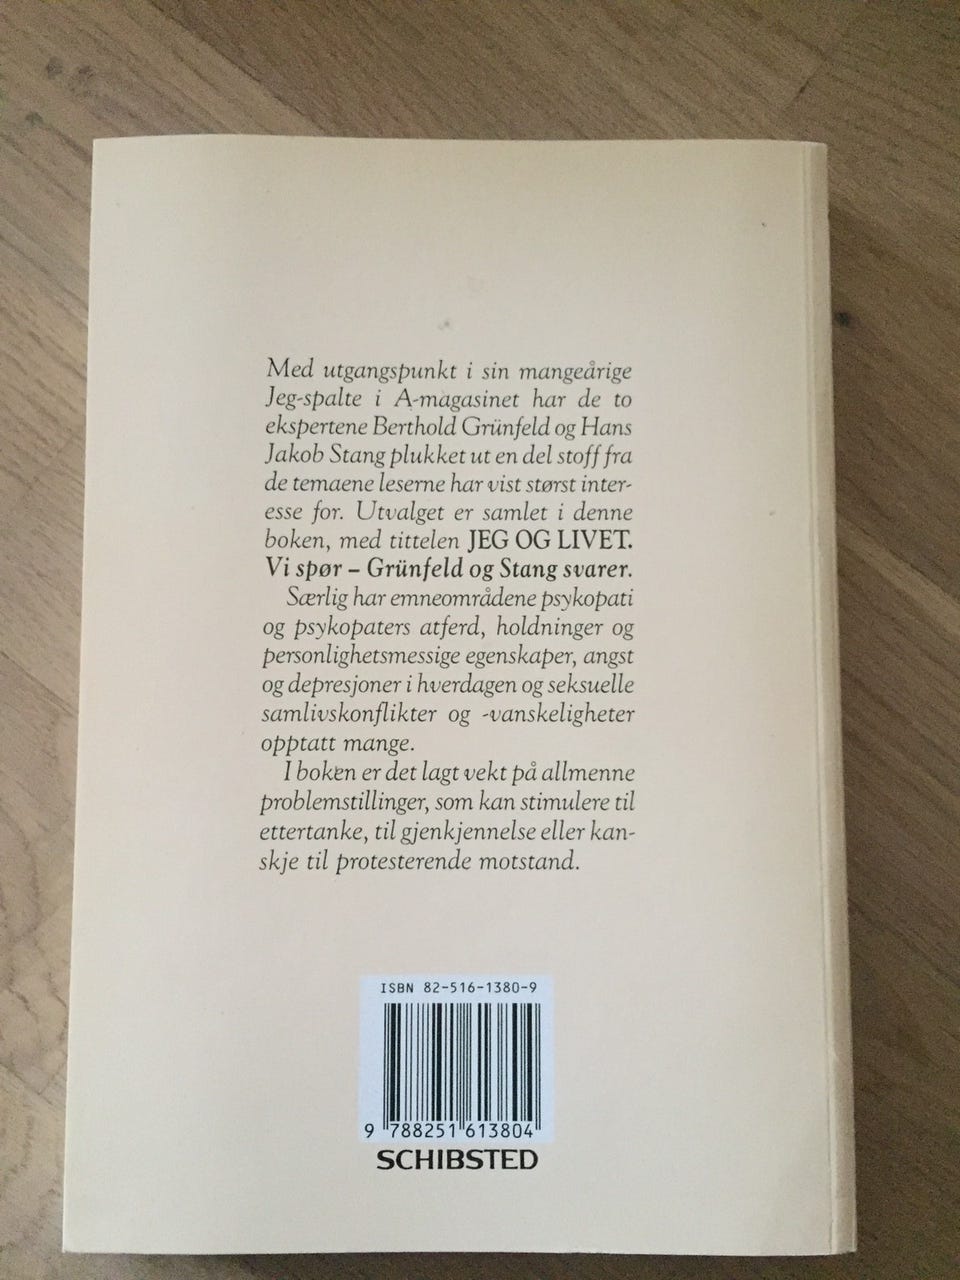 Med utgangspunkt i sin mangeårige
Jeg-spalte i A-magasinet har de to
ekspertene Berthold Grünfeld og Hans
Jakob Stang plukket ut en del stoff fra
de temaene leserne har vist størst inter-
esse for. Utvalget er samlet i denne
boken, med tittelen JEG OG LIVET.
Vi spør – Grünfeld og Stang svarer.
Særlig har emneområdene psykopati
og psykopaters atferd, holdninger og
personlighetsmessige egenskaper, angst
og depresjoner i hverdagen og seksuelle
samlivskonflikter og -vanskeligheter
opptatt mange.
I boken er det lagt vekt på allmenne
problemstillinger, som kan stimulere til
ettertanke, til gjenkjennelse eller kan-
skje til protesterende motstand.
ISBN 82-516-1380-9
9 788251 613804
SCHIBSTED